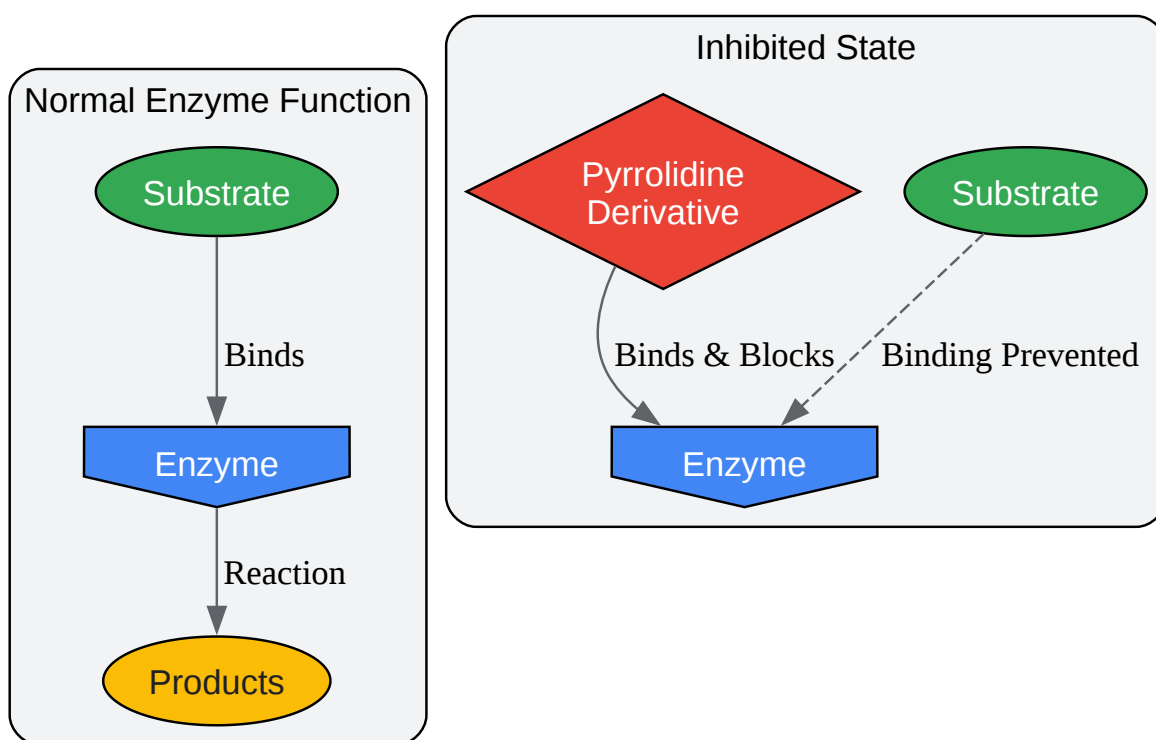 Normal Enzyme Function
Substrate
Binds
Enzyme
Reaction
Products
Inhibited State
Pyrrolidine
Derivative
Substrate
Binds & Blocks
Binding Prevented
Enzyme